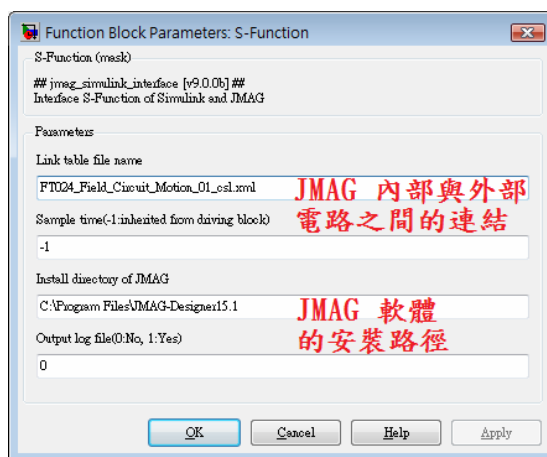 Function Block Parameters: S-Function
S-Function (mask)
## jmag_simulink_interface [v9.0.0b] ##
Interface S-Function of Simulink and JMAG
Parameters
Link table file name
FT024_Field_Circuit_Motion_01_csl.xml
JMAG 內部與外部
電路之間的連結
Sample time(-1:inherited from driving block)
-1
Install directory of JMAG
C:\Program Files\JMAG-Designer15.1
JMAG 軟體
的安裝路徑
Output log file(0:No, 1:Yes)
0
OK
Cancel
Help
Apply